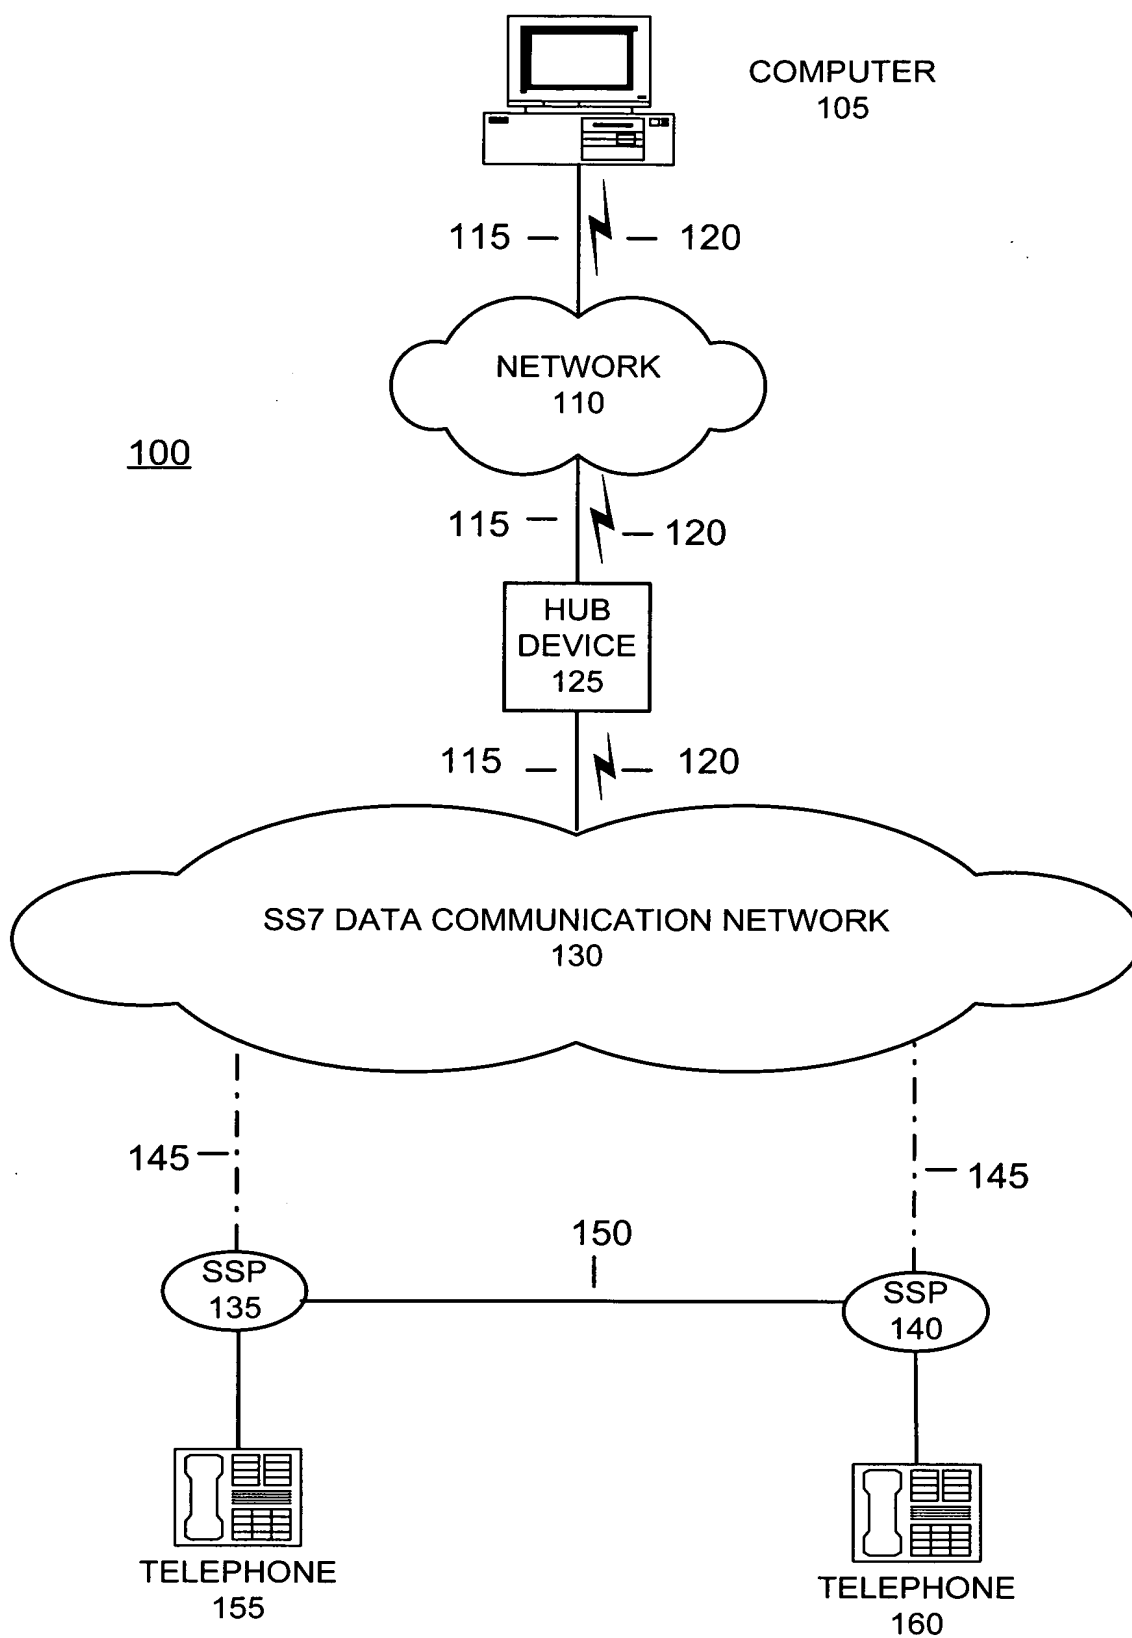 COMPUTER
105
115
120
NETWORK
110
100
115
120
HUB
DEVICE
125
115
120
SS7 DATA COMMUNICATION NETWORK
130
145
145
150
SSP
135
SSP
140
TELEPHONE
155
TELEPHONE
160